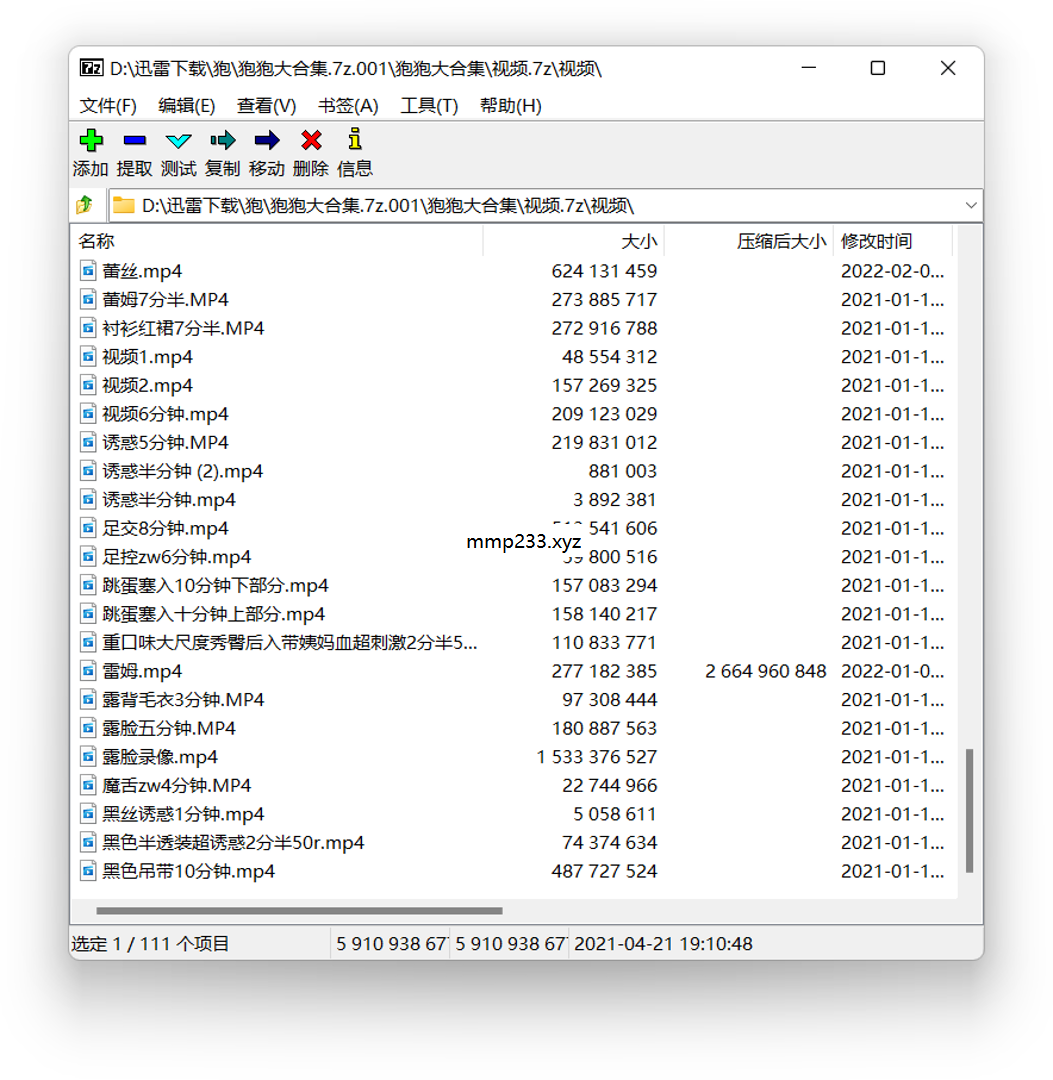 D:\迅雷下载\狍\狍狍大合集.7z.001\狍狍大合集\视频.7z\视频\
文件(F) 编辑(E) 查看(V) 书签(A) 工具(T) 帮助(H)
添加 提取 测试 复制 移动 删除 信息
D:\迅雷下载\狍\狍狍大合集.7z.001\狍狍大合集\视频.7z\视频\
名称 大小 压缩后大小 修改时间
蕾丝.mp4 624 131 459 2022-02-0...
蕾姆7分半.MP4 273 885 717 2021-01-1...
衬衫红裙7分半.MP4 272 916 788 2021-01-1...
视频1.mp4 48 554 312 2021-01-1...
视频2.mp4 157 269 325 2021-01-1...
视频6分钟.mp4 209 123 029 2021-01-1...
诱惑5分钟.MP4 219 831 012 2021-01-1...
诱惑半分钟 (2).mp4 881 003 2021-01-1...
诱惑半分钟.mp4 3 892 381 2021-01-1...
足交8分钟.mp4 541 606 2021-01-1...
mmp233.xyz
足控zw6分钟.mp4 800 516 2021-01-1...
跳蛋塞入10分钟下部分.mp4 157 083 294 2021-01-1...
跳蛋塞入十分钟上部分.mp4 158 140 217 2021-01-1...
重口味大尺度秀臀后入带姨妈血超刺激2分半5... 110 833 771 2021-01-1...
雷姆.mp4 277 182 385 2 664 960 848 2022-01-0...
露背毛衣3分钟.MP4 97 308 444 2021-01-1...
露脸五分钟.MP4 180 887 563 2021-01-1...
露脸录像.mp4 1 533 376 527 2021-01-1...
魔舌zw4分钟.MP4 22 744 966 2021-01-1...
黑丝诱惑1分钟.mp4 5 058 611 2021-01-1...
黑色半透装超诱惑2分半50r.mp4 74 374 634 2021-01-1...
黑色吊带10分钟.mp4 487 727 524 2021-01-1...
选定 1 / 111 个项目 5 910 938 67 5 910 938 67 2021-04-21 19:10:48